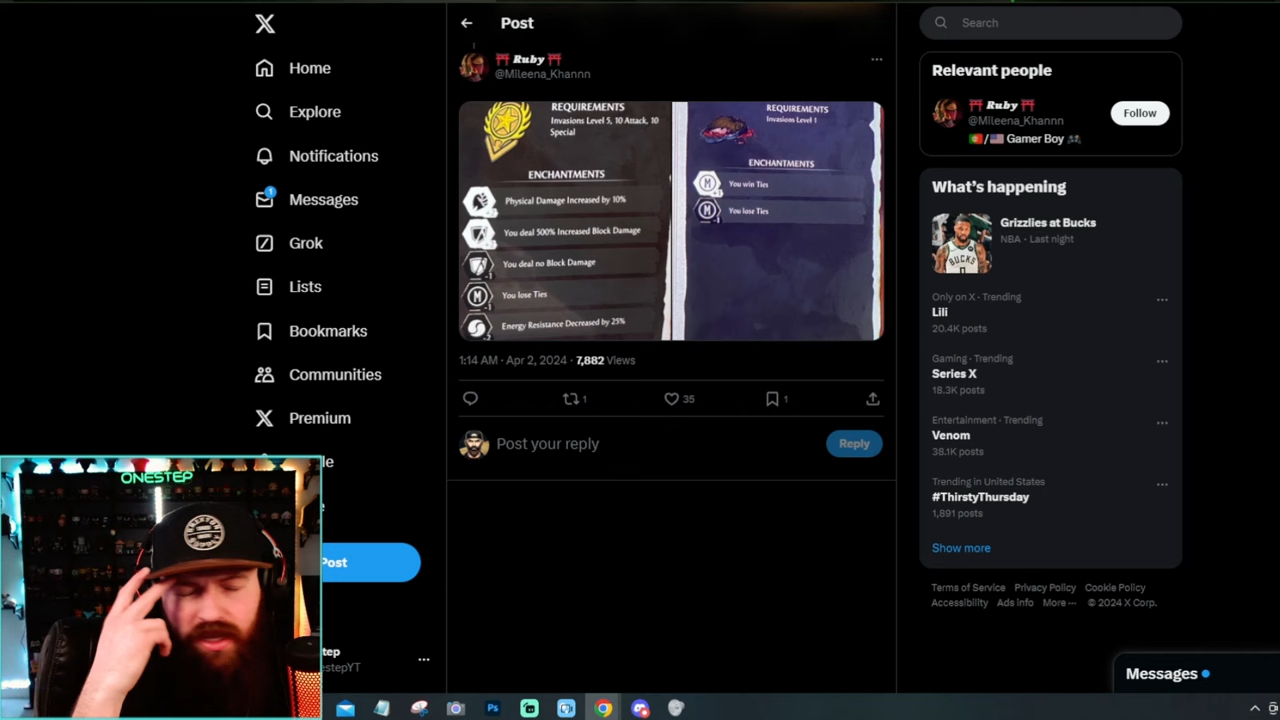 Home
Explore
Notifications
1
Messages
Grok
Lists
Bookmarks
Communities
Premium
Post
ONESTEP
Post
Ruby
@Mileena_Khannn
REQUIREMENTS
Invasions Level 5, 10 Attack, 10
Special
ENCHANTMENTS
Physical Damage Increased by 10%
You deal 500% Increased Block Damage
You deal no Block Damage
You lose Ties
Energy Resistance Decreased by 25%
REQUIREMENTS
Invasions Level 1
ENCHANTMENTS
You win Ties
You lose Ties
1:14 AM · Apr 2, 2024 · 7,882 Views
1
35
1
Post your reply
Reply
Search
Relevant people
Ruby
@Mileena_Khannn
Follow
Gamer Boy
What's happening
Grizzlies at Bucks
NBA · Last night
BUCKS
Only on X · Trending
Lili
20.4K posts
Gaming · Trending
Series X
18.3K posts
Entertainment · Trending
Venom
38.1K posts
Trending in United States
#ThirstyThursday
1,891 posts
Show more
Terms of Service Privacy Policy Cookie Policy
Accessibility Ads info More ··· © 2024 X Corp.
Messages
Ps